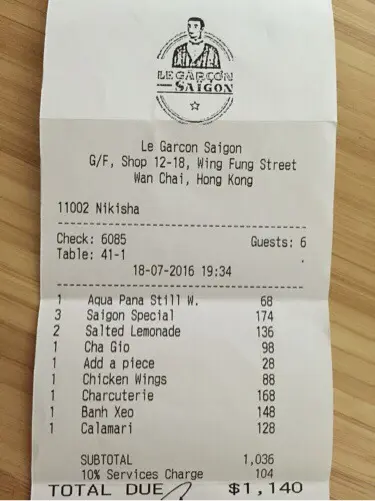 LE GARÇON
SAIGON
Le Garcon Saigon
G/F, Shop 12-18, Wing Fung Street
Wan Chai, Hong Kong
11002 Nikisha
Check: 6085 Guests: 6
Table: 41-1
18-07-2016 19:34
1 Aqua Pana Still W. 68
3 Saigon Special 174
2 Salted Lemonade 136
1 Cha Gio 98
1 Add a piece 28
1 Chicken Wings 88
1 Charcuterie 168
1 Banh Xeo 148
1 Calamari 128
SUBTOTAL 1,036
10% Services Charge 104
TOTAL DUE $1,140